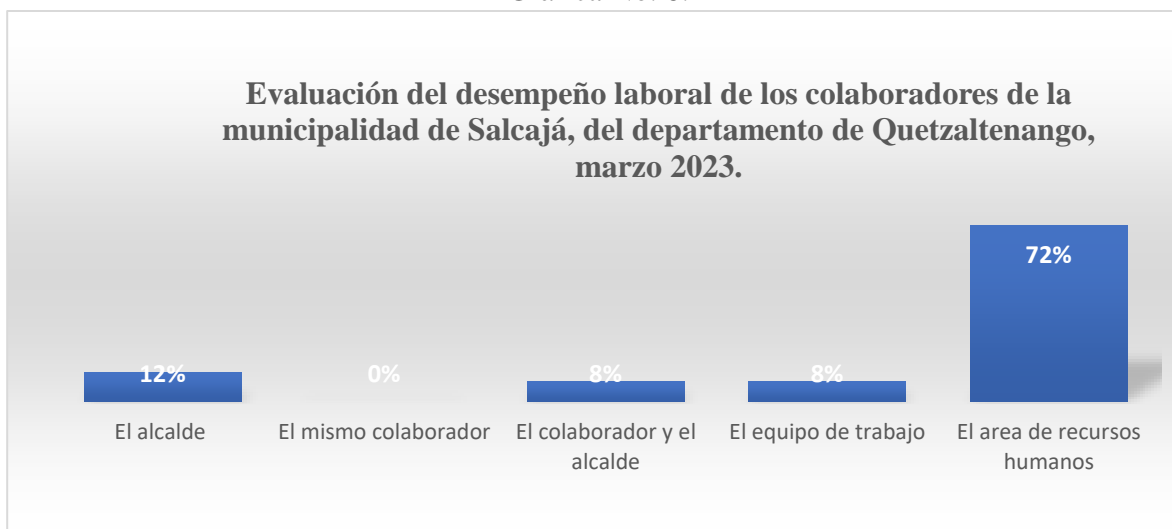 Evaluación del desempeño laboral de los colaboradores de la
municipalidad de Salcajá, del departamento de Quetzaltenango,
marzo 2023.
72%
12%
0%
8%
8%
El alcalde
El mismo colaborador
El colaborador y el
alcalde
El equipo de trabajo
El area de recursos
humanos